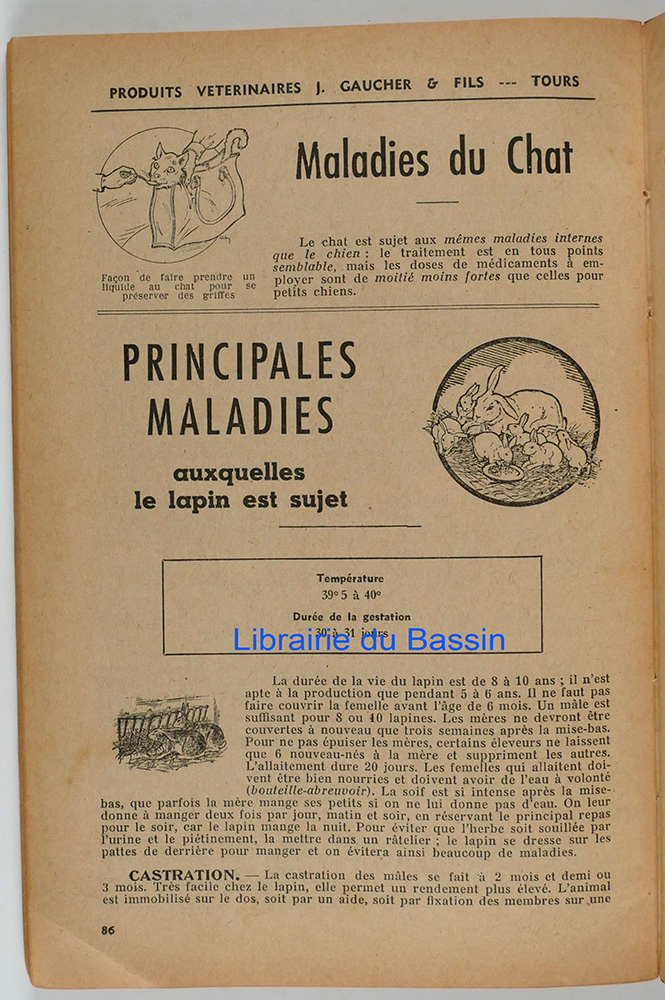 PRODUITS VETERINAIRES J. GAUCHER & FILS --- TOURS
Maladies du Chat
Façon de faire prendre un
liquide au chat pour se
préserver des griffes
Le chat est sujet aux mêmes maladies internes
que le chien : le traitement est en tous points
semblable, mais les doses de médicaments à em-
ployer sont de moitié moins fortes que celles pour
petits chiens.
PRINCIPALES
MALADIES
auxquelles
le lapin est sujet
Température
39° 5 à 40°
Durée de la gestation
30 à 31 jours
Librairie du Bassin
La durée de la vie du lapin est de 8 à 10 ans ; il n'est
apte à la production que pendant 5 à 6 ans. Il ne faut pas
faire couvrir la femelle avant l'âge de 6 mois. Un mâle est
suffisant pour 8 ou 10 lapines. Les mères ne devront être
couvertes à nouveau que trois semaines après la mise-bas.
Pour ne pas épuiser les mères, certains éleveurs ne laissent
que 6 nouveau-nés à la mère et suppriment les autres.
L'allaitement dure 20 jours. Les femelles qui allaitent doi-
vent être bien nourries et doivent avoir de l'eau à volonté
(bouteille-abreuvoir). La soif est si intense après la mise-
bas, que parfois la mère mange ses petits si on ne lui donne pas d'eau. On leur
donne à manger deux fois par jour, matin et soir, en réservant le principal repas
pour le soir, car le lapin mange la nuit. Pour éviter que l'herbe soit souillée par
l'urine et le piétinement, la mettre dans un râtelier ; le lapin se dresse sur les
pattes de derrière pour manger et on évitera ainsi beaucoup de maladies.
CASTRATION. — La castration des mâles se fait à 2 mois et demi ou
3 mois. Très facile chez le lapin, elle permet un rendement plus élevé. L'animal
est immobilisé sur le dos, soit par un aide, soit par fixation des membres sur une
86